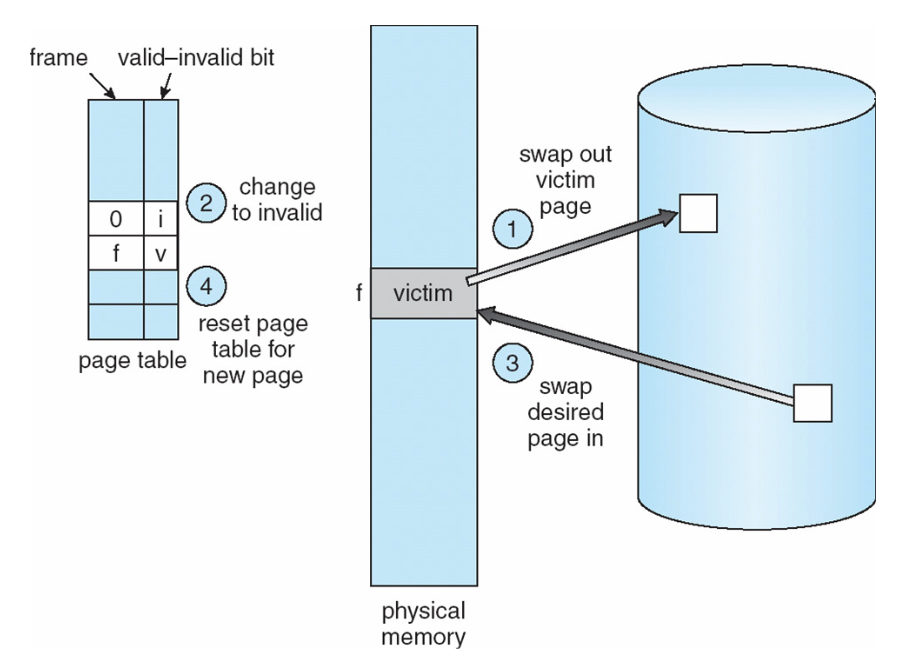 frame
valid–invalid bit
0
i
f
v
2
change
to invalid
4
reset page
table for
new page
page table
f
victim
physical
memory
swap out
victim
page
1
3
swap
desired
page in